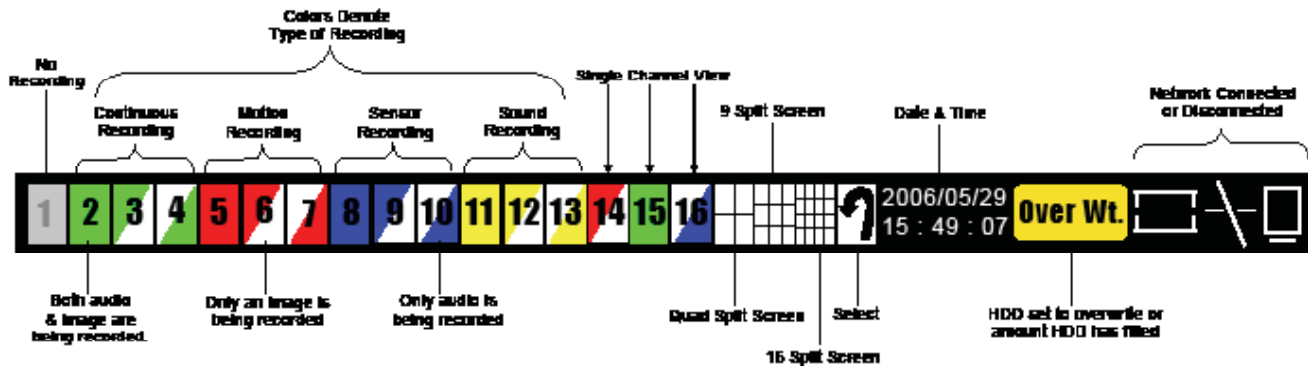 Colors Denote
Type of Recording
No
Recording
Single Channel View
Network Connected
or Disconnected
Continuous
Recording
Motion
Recording
Sensor
Recording
Sound
Recording
9 Split Screen
Date & Time
1 2 3 4 5 6 7 8 9 10 11 12 13 14 15 16
2006/05/29
15 : 49 : 07
Over Wt.
Both audio
& image are
being recorded.
Only an image is
being recorded
Only audio is
being recorded
Quad Split Screen
Select
HDD set to overwrite or
amount HDD has filled
16 Split Screen